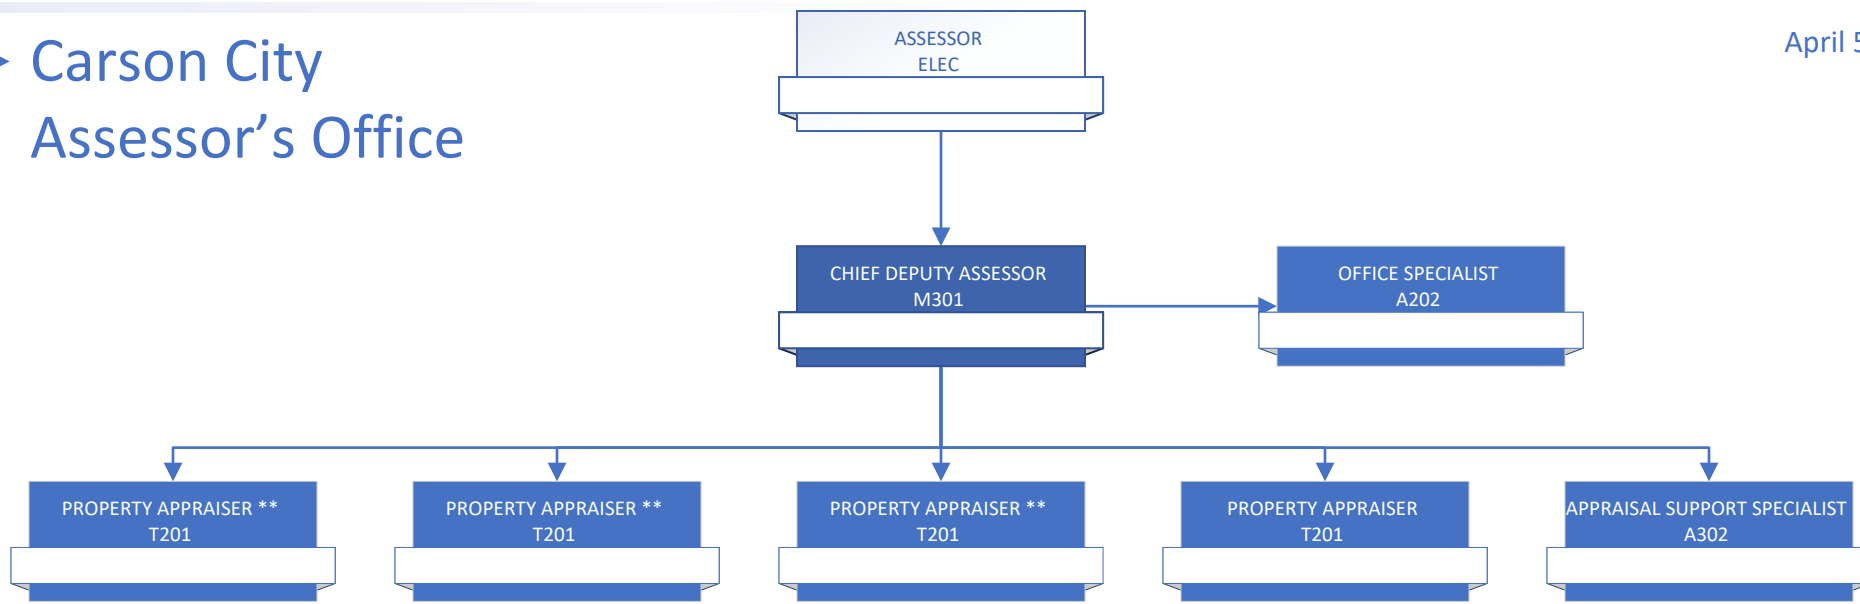 Carson City
Assessor's Office
April 5
ASSESSOR
ELEC
CHIEF DEPUTY ASSESSOR
M301
OFFICE SPECIALIST
A202
PROPERTY APPRAISER **
T201
PROPERTY APPRAISER **
T201
PROPERTY APPRAISER **
T201
PROPERTY APPRAISER
T201
APPRAISAL SUPPORT SPECIALIST
A302